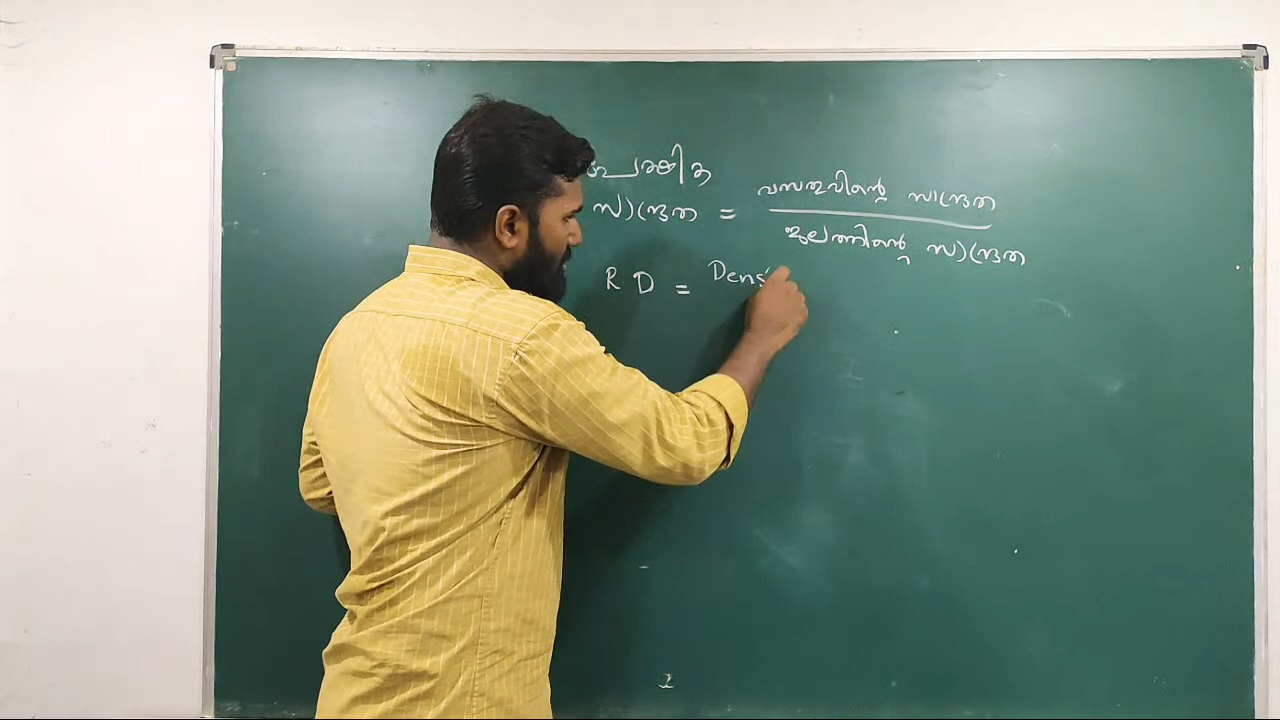 ആപേക്ഷിക
സാന്ദ്രത = വസ്തുവിന്റെ സാന്ദ്രത
ജലത്തിന്റെ സാന്ദ്രത
R.D = Dens